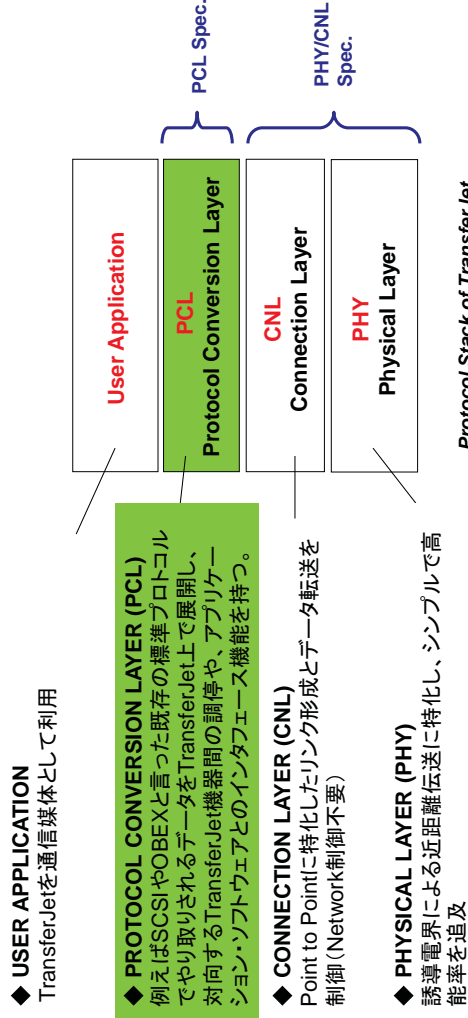 ◆ USER APPLICATION
TransferJetを通信媒体として利用
◆ PROTOCOL CONVERSION LAYER (PCL)
例えばSCSIやOBEXと言った既存の標準プロトコル
でやり取りされるデータをTransferJet上で展開し、
対向するTransferJet機器間の調停や、アプリケー
ション・ソフトウェアとのインタフェース機能を持つ。
◆ CONNECTION LAYER (CNL)
Point to Pointに特化したリンク形成とデータ転送を
制御（Network制御不要）
◆ PHYSICAL LAYER (PHY)
誘導電界による近距離伝送に特化し、シンプルで高
能率を追及
User Application
PCL
Protocol Conversion Layer
CNL
Connection Layer
PHY
Physical Layer
PCL Spec.
PHY/CNL
Spec.
Protocol Stack of TransferJet